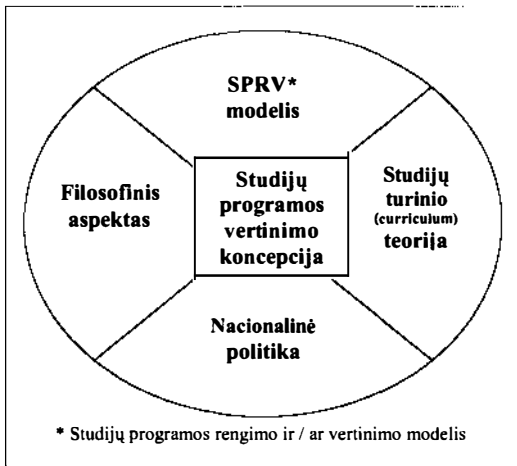 SPRV*
modelis
Filosofinis
aspektas
Studijų
programos
vertinimo
koncepcija
Studijų
turinio
(curriculum)
teorija
Nacionalinė
politika
* Studijų programos rengimo ir / ar vertinimo modelis